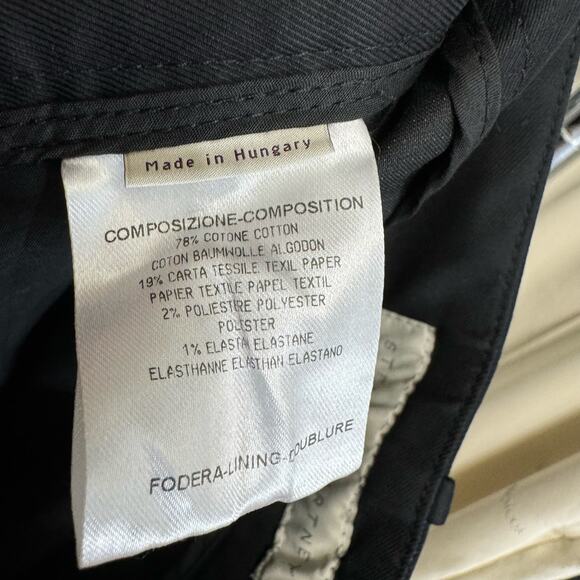 Made in Hungary
COMPOSIZIONE-COMPOSITION
78% COTONE COTTON
COTON BAUMWOLLE ALGODON
19% CARTA TESSILE TEXIL PAPER
PAPIER TEXTILE PAPEL TEXTIL
2% POLIESTERE POLYESTER
POLIESTER
1% ELASTAN ELASTANE
ELASTHANNE ELASTHAN ELASTANO
FODERA-LINING-DOUBLURE